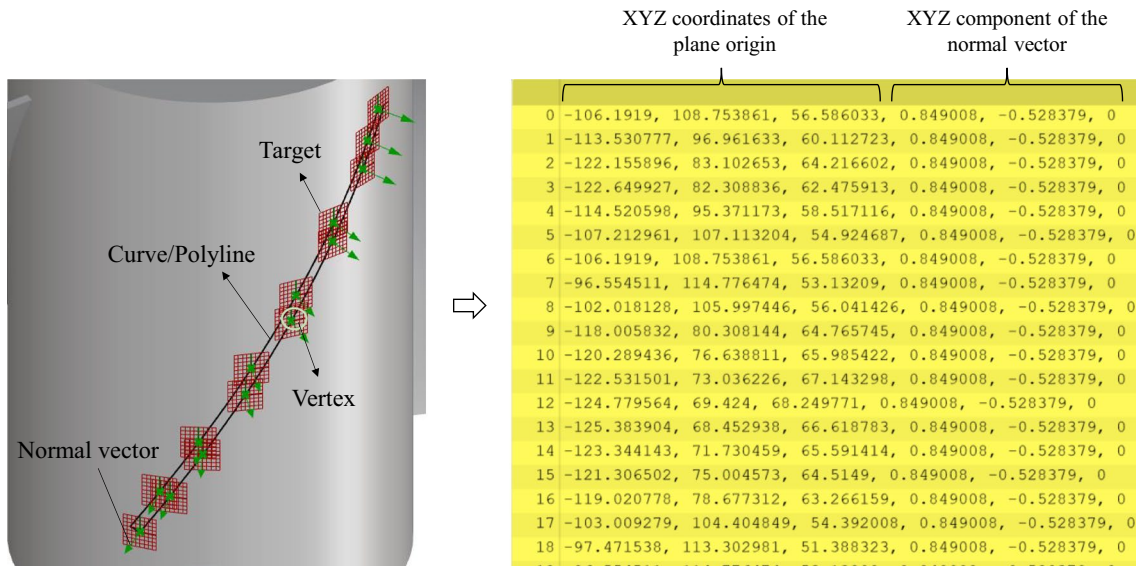 XYZ coordinates of the
plane origin
XYZ component of the
normal vector
Target
Curve/Polyline
Vertex
Normal vector
0 -106.1919, 108.753861, 56.586033, 0.849008, -0.528379, 0
1 -113.530777, 96.961633, 60.112723, 0.849008, -0.528379, 0
2 -122.155896, 83.102653, 64.216602, 0.849008, -0.528379, 0
3 -122.649927, 82.308836, 62.475913, 0.849008, -0.528379, 0
4 -114.520598, 95.371173, 58.517116, 0.849008, -0.528379, 0
5 -107.212961, 107.113204, 54.924687, 0.849008, -0.528379, 0
6 -106.1919, 108.753861, 56.586033, 0.849008, -0.528379, 0
7 -96.554511, 114.776474, 53.13209, 0.849008, -0.528379, 0
8 -102.018128, 105.997446, 56.041426, 0.849008, -0.528379, 0
9 -118.005832, 80.308144, 64.765745, 0.849008, -0.528379, 0
10 -120.289436, 76.638811, 65.985422, 0.849008, -0.528379, 0
11 -122.531501, 73.036226, 67.143298, 0.849008, -0.528379, 0
12 -124.779564, 69.424, 68.249771, 0.849008, -0.528379, 0
13 -125.383904, 68.452938, 66.618783, 0.849008, -0.528379, 0
14 -123.344143, 71.730459, 65.591414, 0.849008, -0.528379, 0
15 -121.306502, 75.004573, 64.5149, 0.849008, -0.528379, 0
16 -119.020778, 78.677312, 63.266159, 0.849008, -0.528379, 0
17 -103.009279, 104.404849, 54.392008, 0.849008, -0.528379, 0
18 -97.471538, 113.302981, 51.388323, 0.849008, -0.528379, 0